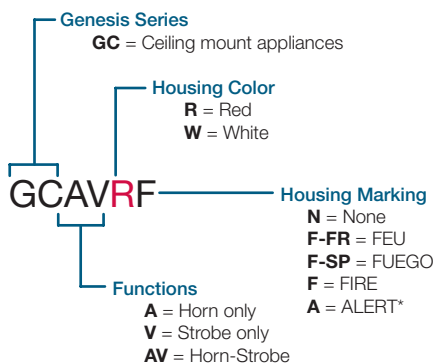 Genesis Series
GC = Ceiling mount appliances
Housing Color
R = Red
W = White
GCAVRF
Housing Marking
N = None
F-FR = FEU
F-SP = FUEGO
F = FIRE
A = ALERT*
Functions
A = Horn only
V = Strobe only
AV = Horn-Strobe